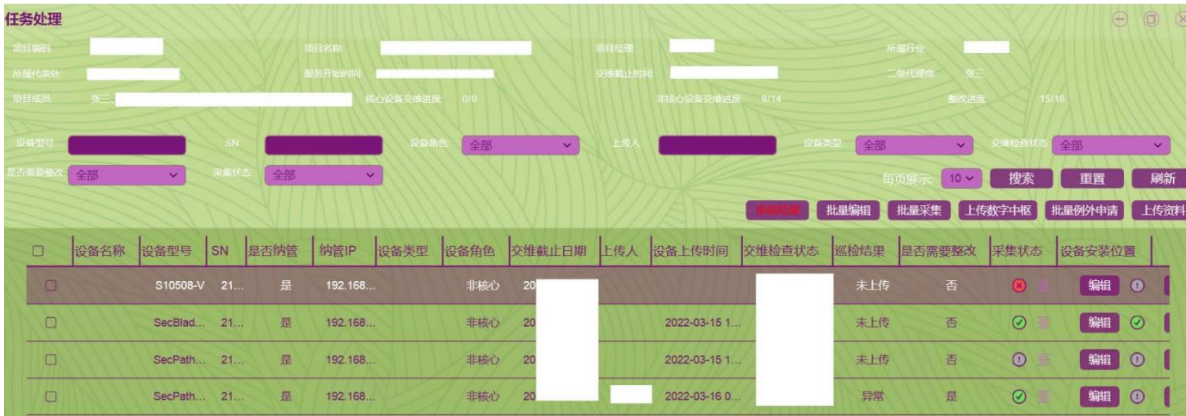 任务处理
项目编码: 项目名称: 项目经理: 所属行业:
所属代表处: 服务开始时间: 交维截止时间: 二级代理商: 张三
项目成员: 张三, 核心设备交维进度: 0/0 非核心设备交维进度: 8/14 整改进度: 15/16
设备型号: SN: 设备角色: 全部 上传人: 设备类型: 全部 交维检查状态: 全部
是否需要整改: 全部 采集状态: 全部
每页展示: 10 搜索 重置 刷新
批量编辑 批量采集 上传数字中枢 批量例外申请 上传资料
设备名称 设备型号 SN 是否纳管 纳管IP 设备类型 设备角色 交维截止日期 上传人 设备上传时间 交维检查状态 巡检结果 是否需要整改 采集状态 设备安装位置
S10508-V 21... 是 192.168... 非核心 20 未上传 否 编辑
SecBlad... 21... 是 192.168... 非核心 20 2022-03-15 1... 未上传 否 编辑
SecPath... 21... 是 192.168... 非核心 20 2022-03-15 1... 未上传 否 编辑
SecPath... 21... 是 192.168... 非核心 20 2022-03-16 0... 异常 是 编辑